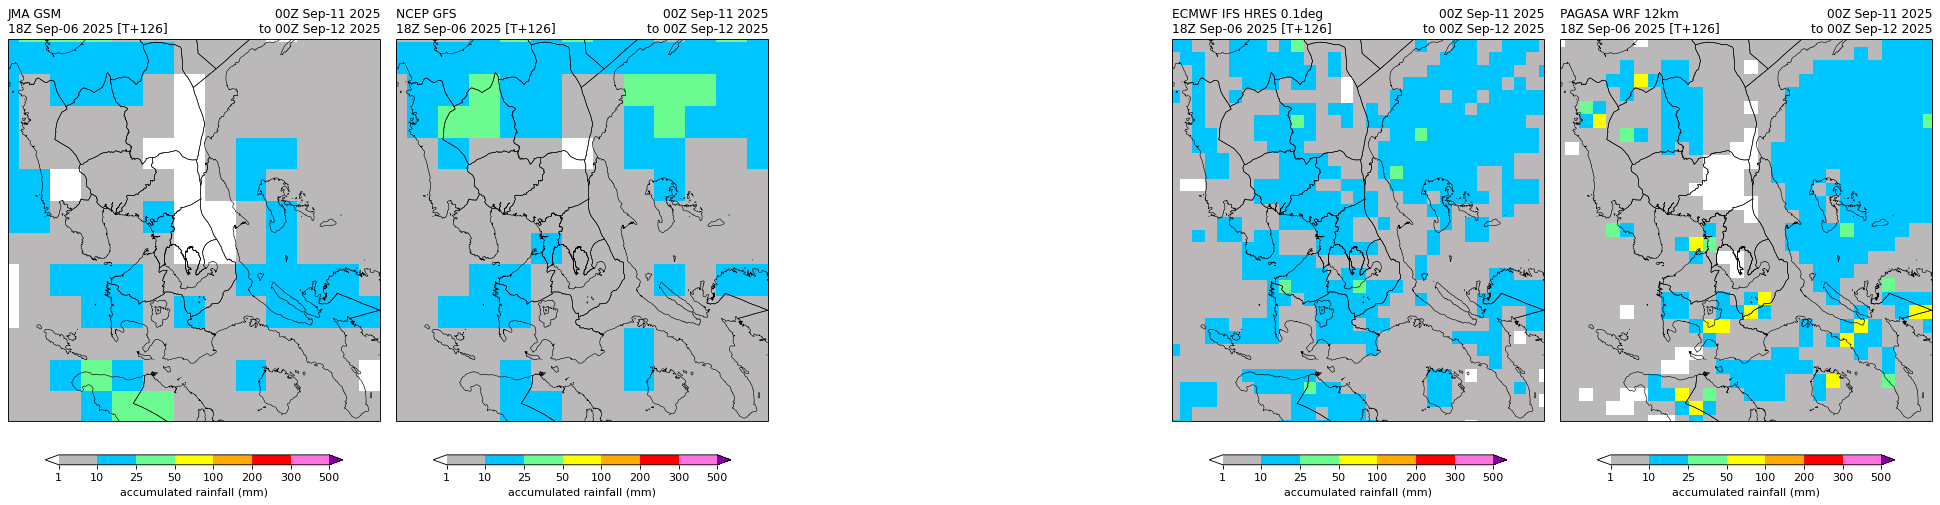 JMA GSM 00Z Sep-11 2025
18Z Sep-06 2025 [T+126] to 00Z Sep-12 2025
1 10 25 50 100 200 300 500
accumulated rainfall (mm)
NCEP GFS 00Z Sep-11 2025
18Z Sep-06 2025 [T+126] to 00Z Sep-12 2025
1 10 25 50 100 200 300 500
accumulated rainfall (mm)
ECMWF IFS HRES 0.1deg 00Z Sep-11 2025
18Z Sep-06 2025 [T+126] to 00Z Sep-12 2025
1 10 25 50 100 200 300 500
accumulated rainfall (mm)
PAGASA WRF 12km 00Z Sep-11 2025
18Z Sep-06 2025 [T+126] to 00Z Sep-12 2025
1 10 25 50 100 200 300 500
accumulated rainfall (mm)